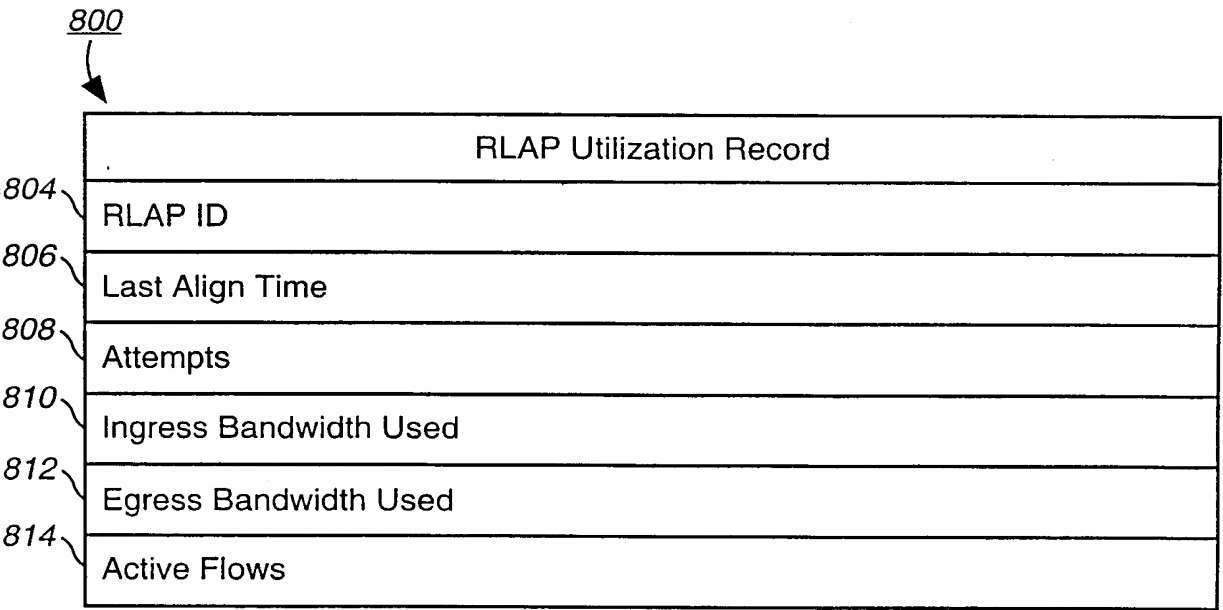 800
RLAP Utilization Record
804 RLAP ID
806 Last Align Time
808 Attempts
810 Ingress Bandwidth Used
812 Egress Bandwidth Used
814 Active Flows